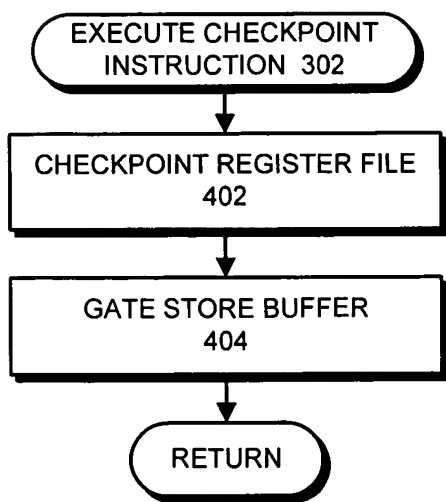 EXECUTE CHECKPOINT
INSTRUCTION 302
CHECKPOINT REGISTER FILE
402
GATE STORE BUFFER
404
RETURN